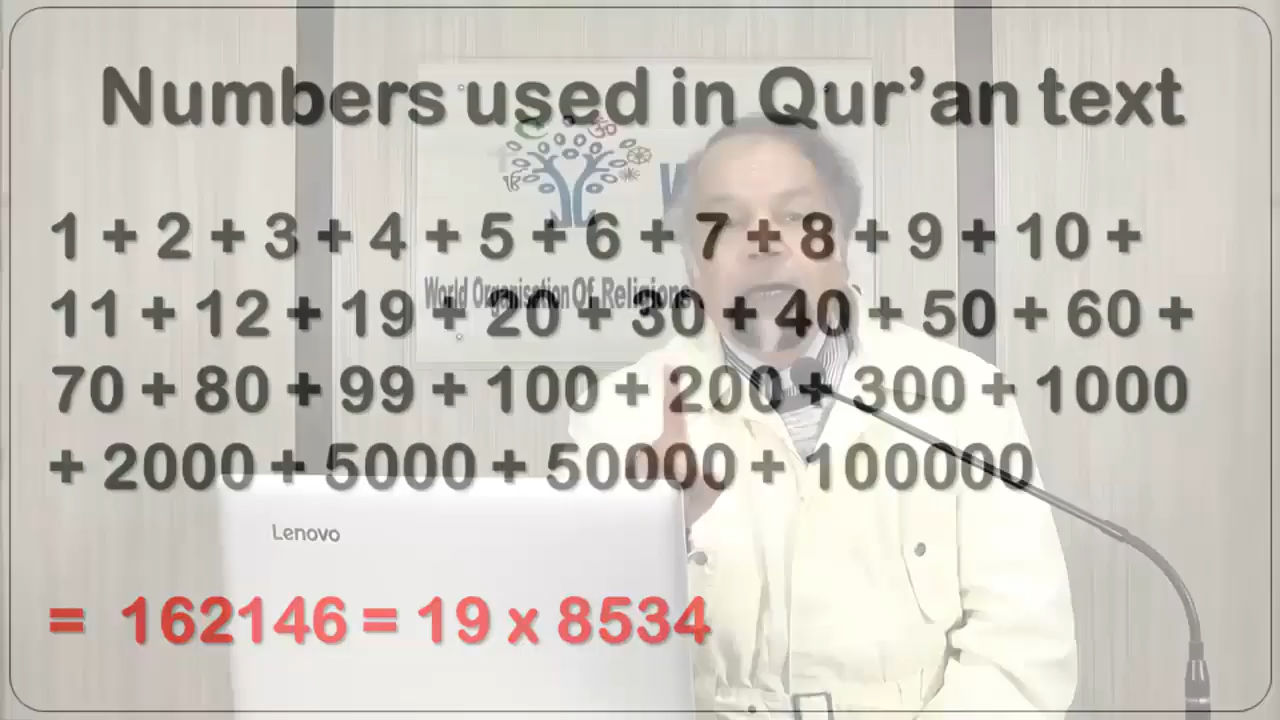 Numbers used in Qur'an text
1 + 2 + 3 + 4 + 5 + 6 + 7 + 8 + 9 + 10 +
11 + 12 + 19 + 20 + 30 + 40 + 50 + 60 +
70 + 80 + 99 + 100 + 200 + 300 + 1000
+ 2000 + 5000 + 50000 + 100000
= 162146 = 19 x 8534
W
World Organisation Of Religions
Lenovo